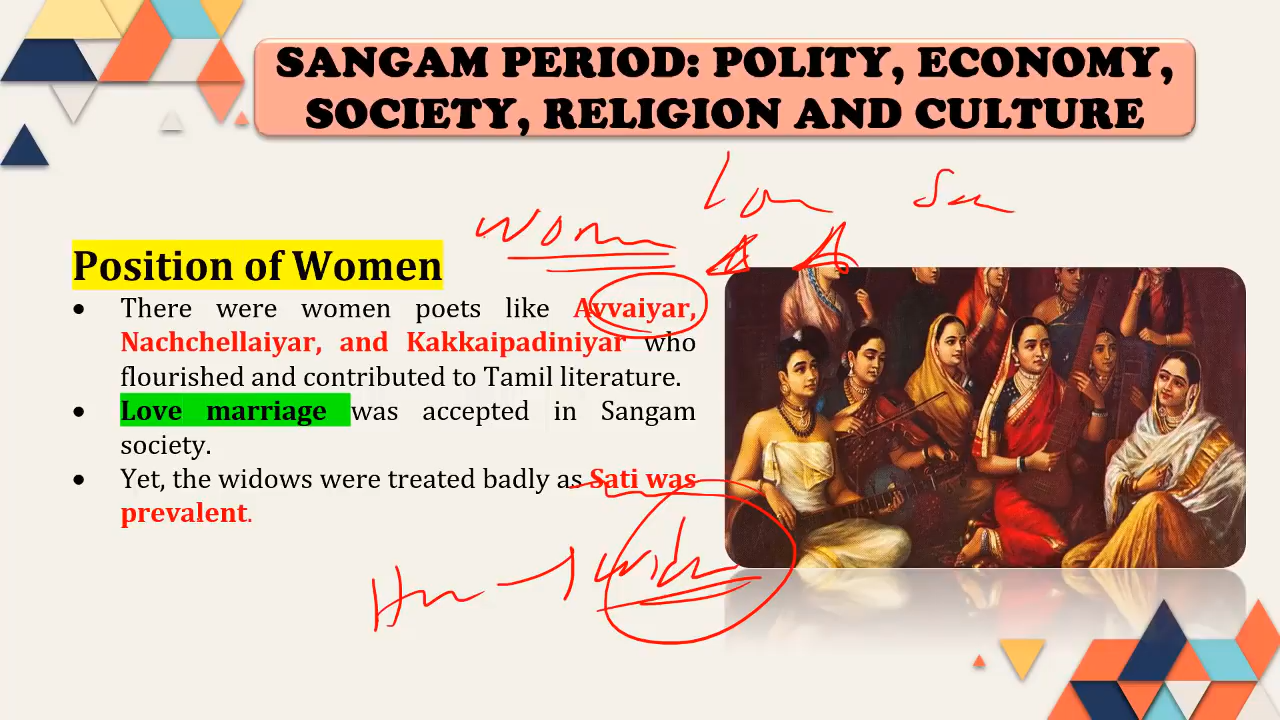 SANGAM PERIOD: POLITY, ECONOMY,
SOCIETY, RELIGION AND CULTURE
Women
Position of Women
• There were women poets like Avvaiyar,
Nachchellaiyar, and Kakkaipadiniyar who
flourished and contributed to Tamil literature.
• Love marriage was accepted in Sangam
society.
• Yet, the widows were treated badly as Sati was
prevalent.